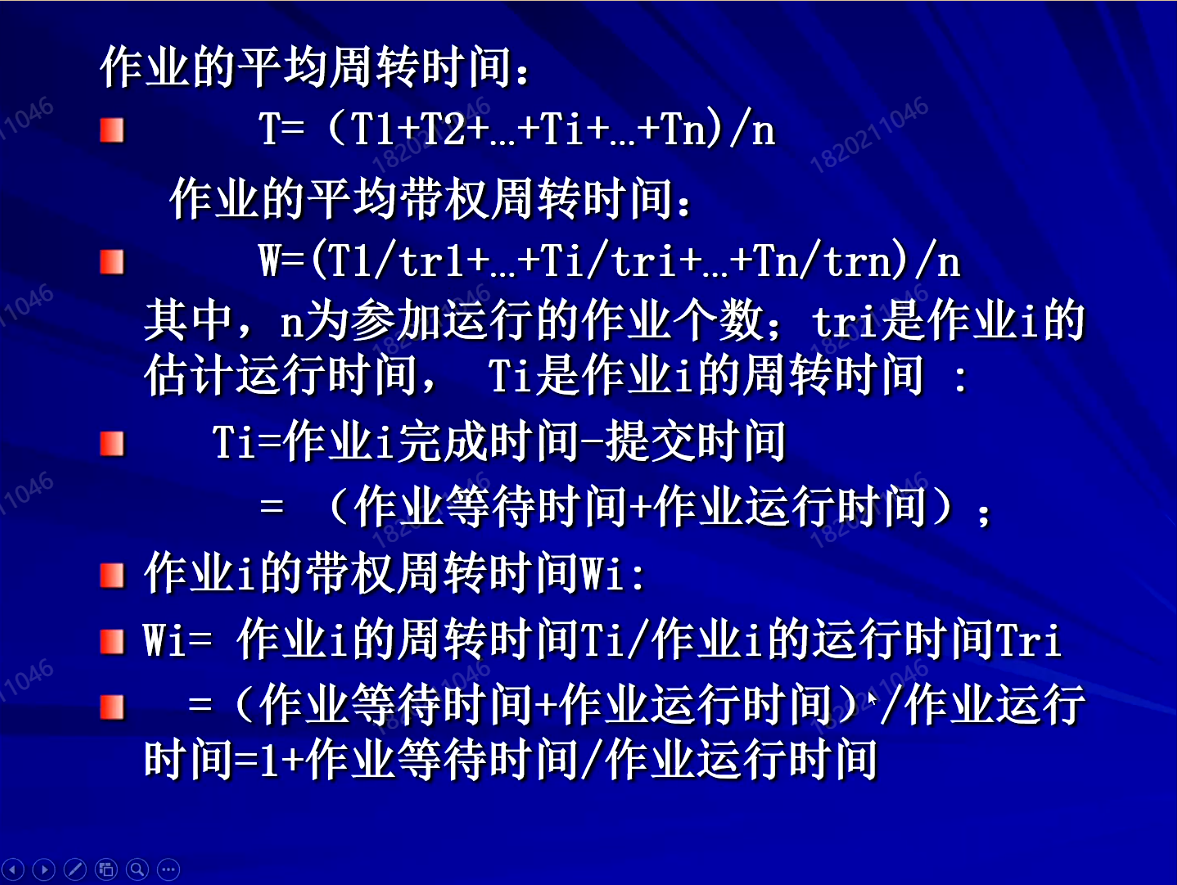 作业的平均周转时间：
T=（T1+T2+…+Ti+…+Tn)/n
作业的平均带权周转时间：
W=(T1/tr1+…+Ti/tri+…+Tn/trn)/n
其中，n为参加运行的作业个数；tri是作业i的
估计运行时间， Ti是作业i的周转时间 :
Ti=作业i完成时间-提交时间
= （作业等待时间+作业运行时间）;
作业i的带权周转时间Wi:
Wi= 作业i的周转时间Ti/作业i的运行时间Tri
=（作业等待时间+作业运行时间）/作业运行
时间=1+作业等待时间/作业运行时间
1820211046